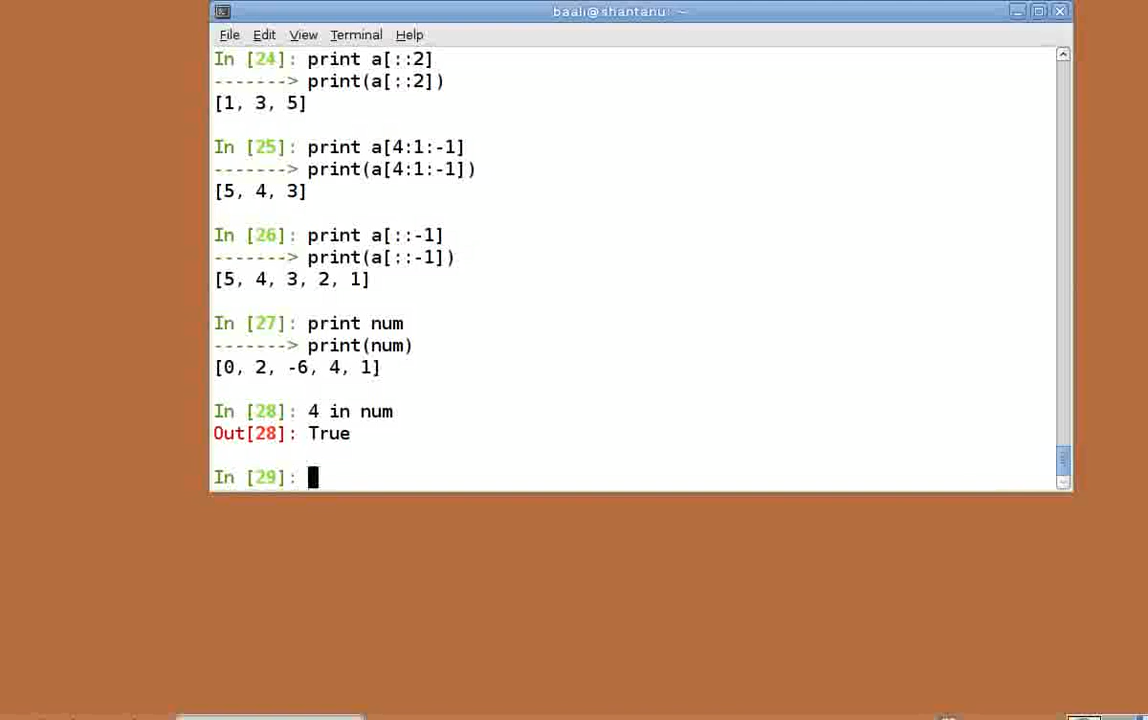 baali@shantanu: ~
File Edit View Terminal Help
In [24]: print a[::2]
-------> print(a[::2])
[1, 3, 5]
In [25]: print a[4:1:-1]
-------> print(a[4:1:-1])
[5, 4, 3]
In [26]: print a[::-1]
-------> print(a[::-1])
[5, 4, 3, 2, 1]
In [27]: print num
-------> print(num)
[0, 2, -6, 4, 1]
In [28]: 4 in num
Out[28]: True
In [29]: